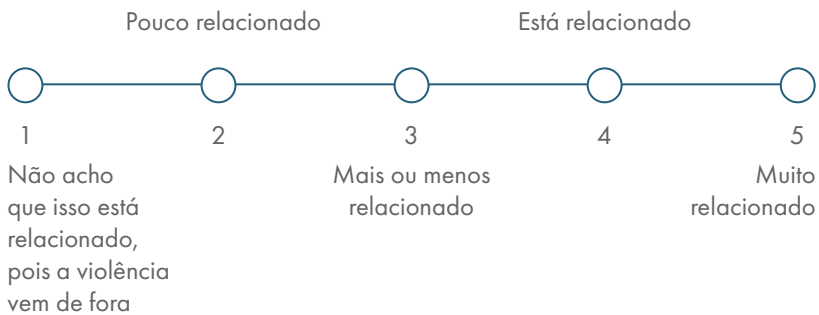 Pouco relacionado
Está relacionado
1
2
3
4
5
Não acho
que isso está
relacionado,
pois a violência
vem de fora
Mais ou menos
relacionado
Muito
relacionado